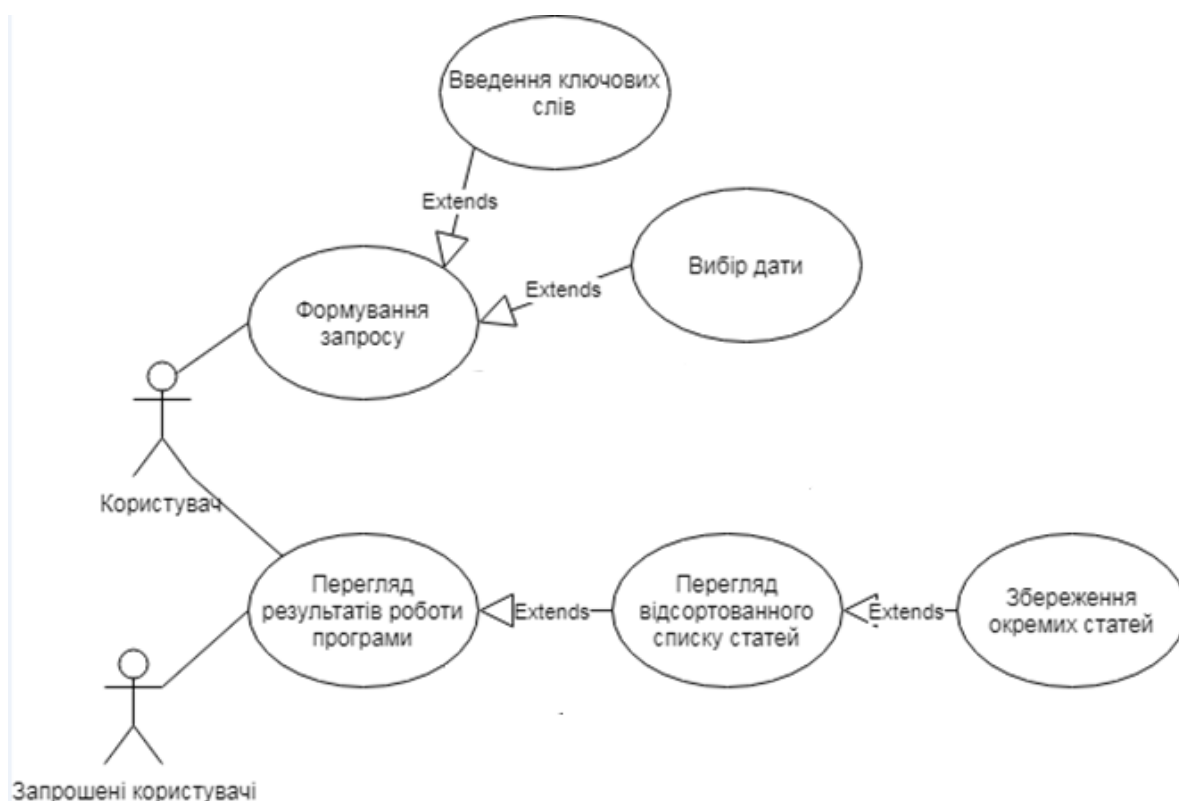 Введення ключових
слів
Extends
Вибір дати
Extends
Формування
запросу
Користувач
Перегляд
результатів роботи
програми
Extends
Перегляд
відсортованного
списку статей
Extends
Збереження
окремих статей
Запрошені користувачі